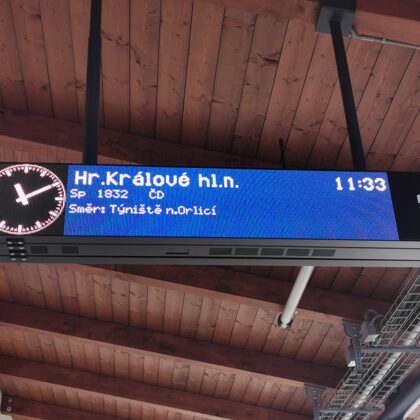 Hr.Králové hl.n. 11:33
Sp 1832 ČD
Směr: Týniště n.Orlicí